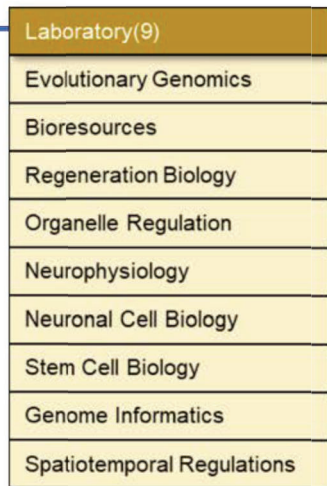 Laboratory(9)
Evolutionary Genomics
Bioresources
Regeneration Biology
Organelle Regulation
Neurophysiology
Neuronal Cell Biology
Stem Cell Biology
Genome Informatics
Spatiotemporal Regulations